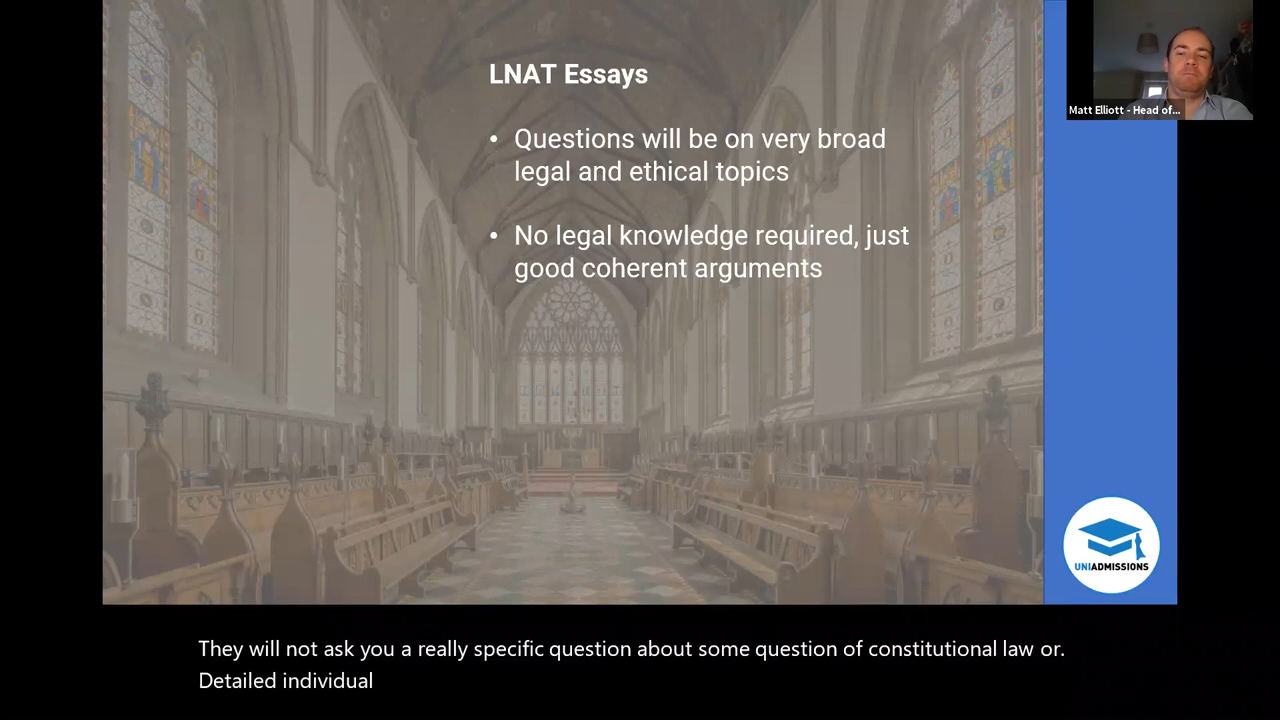 LNAT Essays
• Questions will be on very broad
legal and ethical topics
• No legal knowledge required, just
good coherent arguments
Matt Elliott - Head of...
UNIADMISSIONS
They will not ask you a really specific question about some question of constitutional law or.
Detailed individual